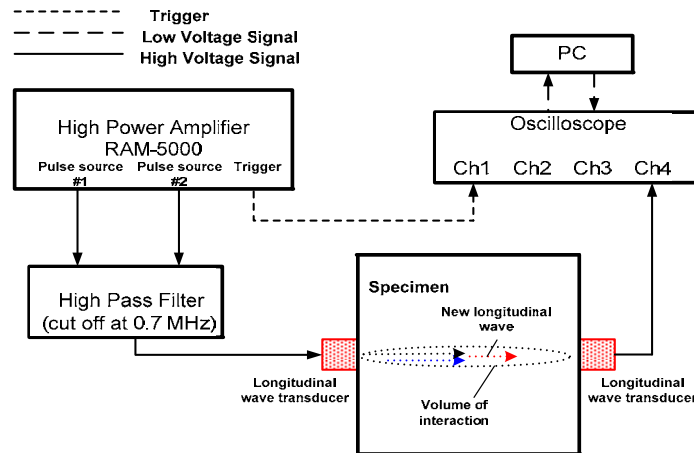 Trigger
Low Voltage Signal
High Voltage Signal
PC
High Power Amplifier
RAM-5000
Pulse source #1
Pulse source #2
Trigger
Oscilloscope
Ch1 Ch2 Ch3 Ch4
High Pass Filter
(cut off at 0.7 MHz)
Specimen
New longitudinal
wave
Volume of
interaction
Longitudinal
wave transducer
Longitudinal
wave transducer